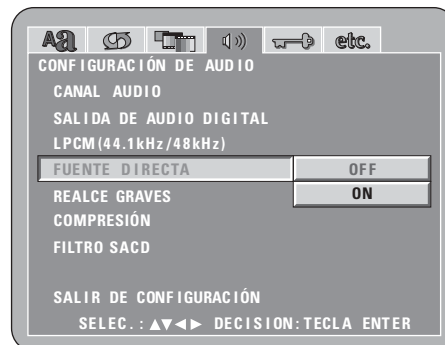 Aa etc.
CONFIGURACIÓN DE AUDIO
CANAL AUDIO
SALIDA DE AUDIO DIGITAL
LPCM(44.1kHz/48kHz)
FUENTE DIRECTA OFF
REALCE GRAVES ON
COMPRESIÓN
FILTRO SACD
SALIR DE CONFIGURACIÓN
SELEC.:▲▼◀▶ DECISION:TECLA ENTER